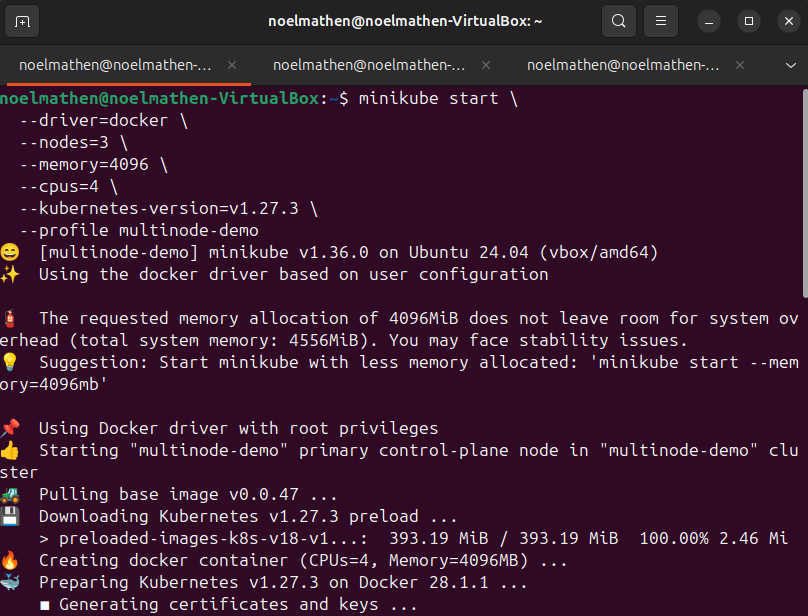 noelmathen@noelmathen-VirtualBox: ~
noelmathen@noelmathen-... noelmathen@noelmathen-... noelmathen@noelmathen-...
noelmathen@noelmathen-VirtualBox:~$ minikube start \
  --driver=docker \
  --nodes=3 \
  --memory=4096 \
  --cpus=4 \
  --kubernetes-version=v1.27.3 \
  --profile multinode-demo
😄  [multinode-demo] minikube v1.36.0 on Ubuntu 24.04 (vbox/amd64)
✨  Using the docker driver based on user configuration
🧯  The requested memory allocation of 4096MiB does not leave room for system ov
erhead (total system memory: 4556MiB). You may face stability issues.
💡  Suggestion: Start minikube with less memory allocated: 'minikube start --mem
ory=4096mb'
📌  Using Docker driver with root privileges
👍  Starting "multinode-demo" primary control-plane node in "multinode-demo" clu
ster
🚜  Pulling base image v0.0.47 ...
💾  Downloading Kubernetes v1.27.3 preload ...
    > preloaded-images-k8s-v18-v1...:  393.19 MiB / 393.19 MiB  100.00% 2.46 Mi
🔥  Creating docker container (CPUs=4, Memory=4096MB) ...
🐳  Preparing Kubernetes v1.27.3 on Docker 28.1.1 ...
    ▪ Generating certificates and keys ...